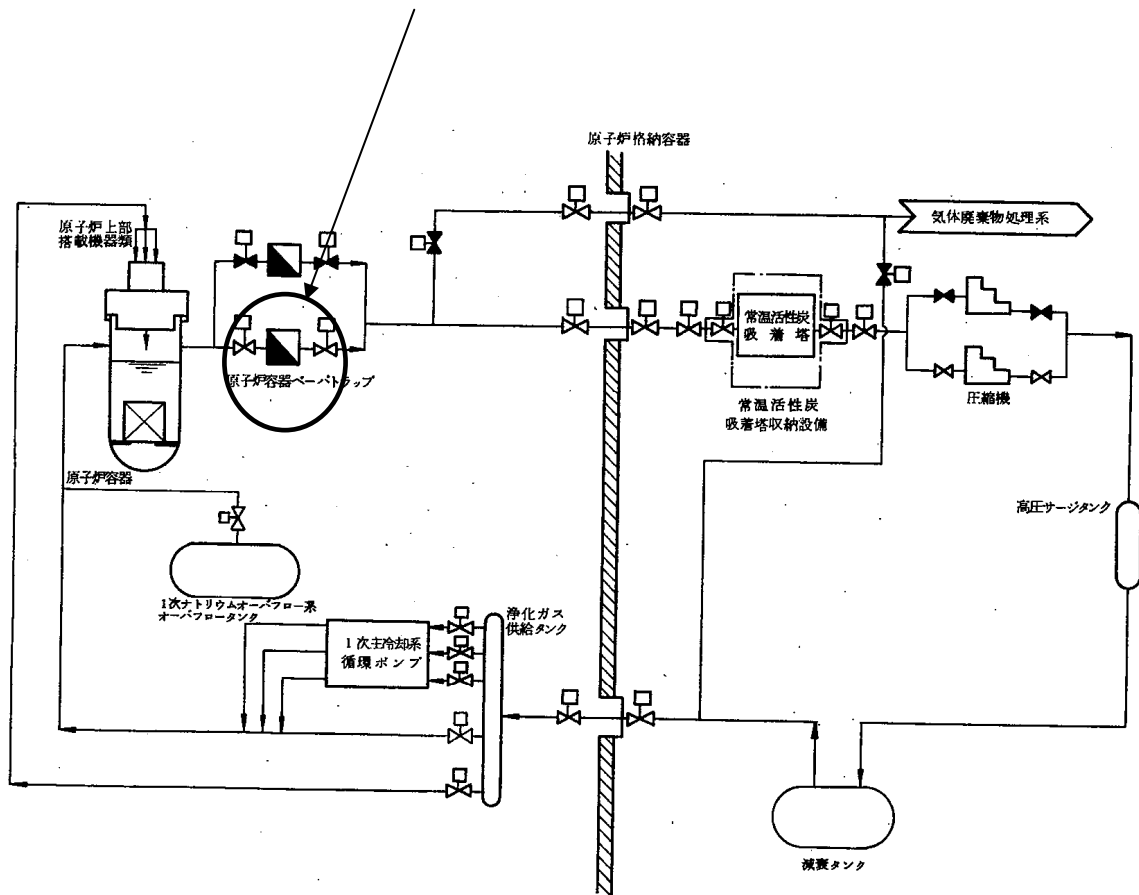 原子炉格納容器
原子炉上部
搭載機器類
気体廃棄物処理系
常温活性炭
吸着塔
原子炉容器ベーパトラップ
常温活性炭
吸着塔収納設備
圧縮機
原子炉容器
高圧サージタンク
1次ナトリウムオーバフロー系
オーバフロータンク
浄化ガス
供給タンク
1次主冷却系
循環ポンプ
減衰タンク